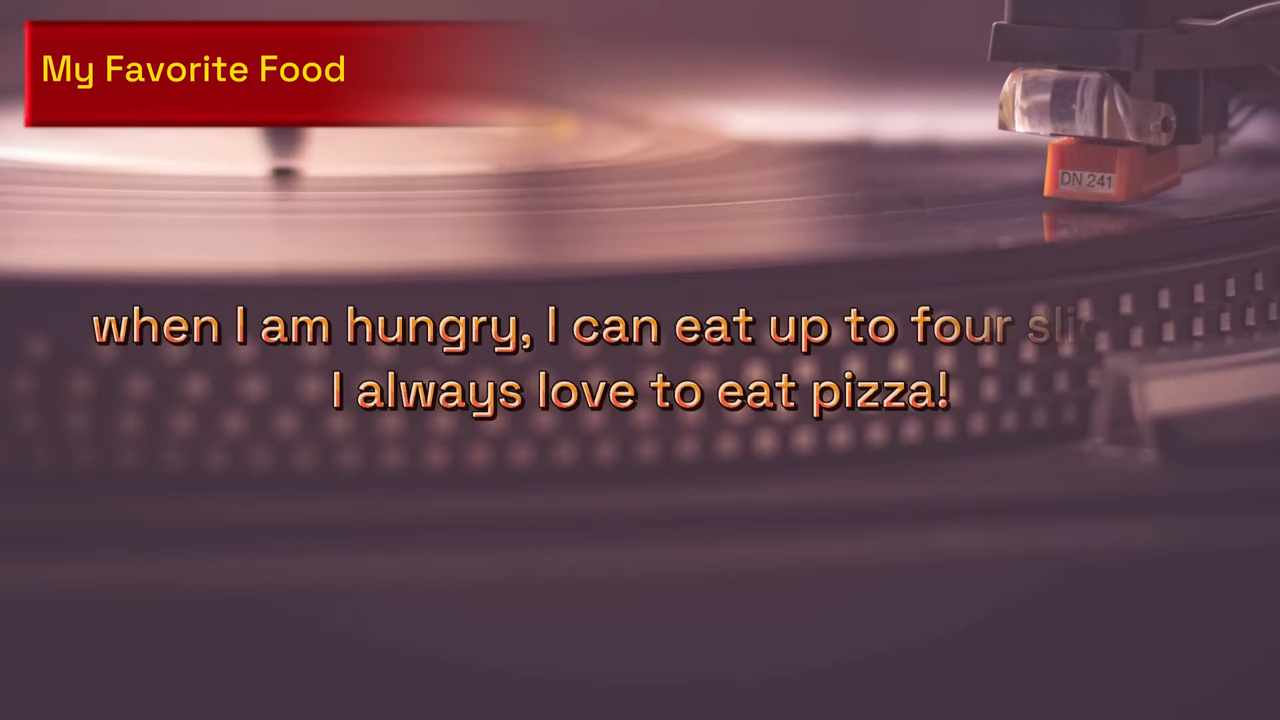 My Favorite Food
DN 241
when I am hungry, I can eat up to four
I always love to eat pizza!